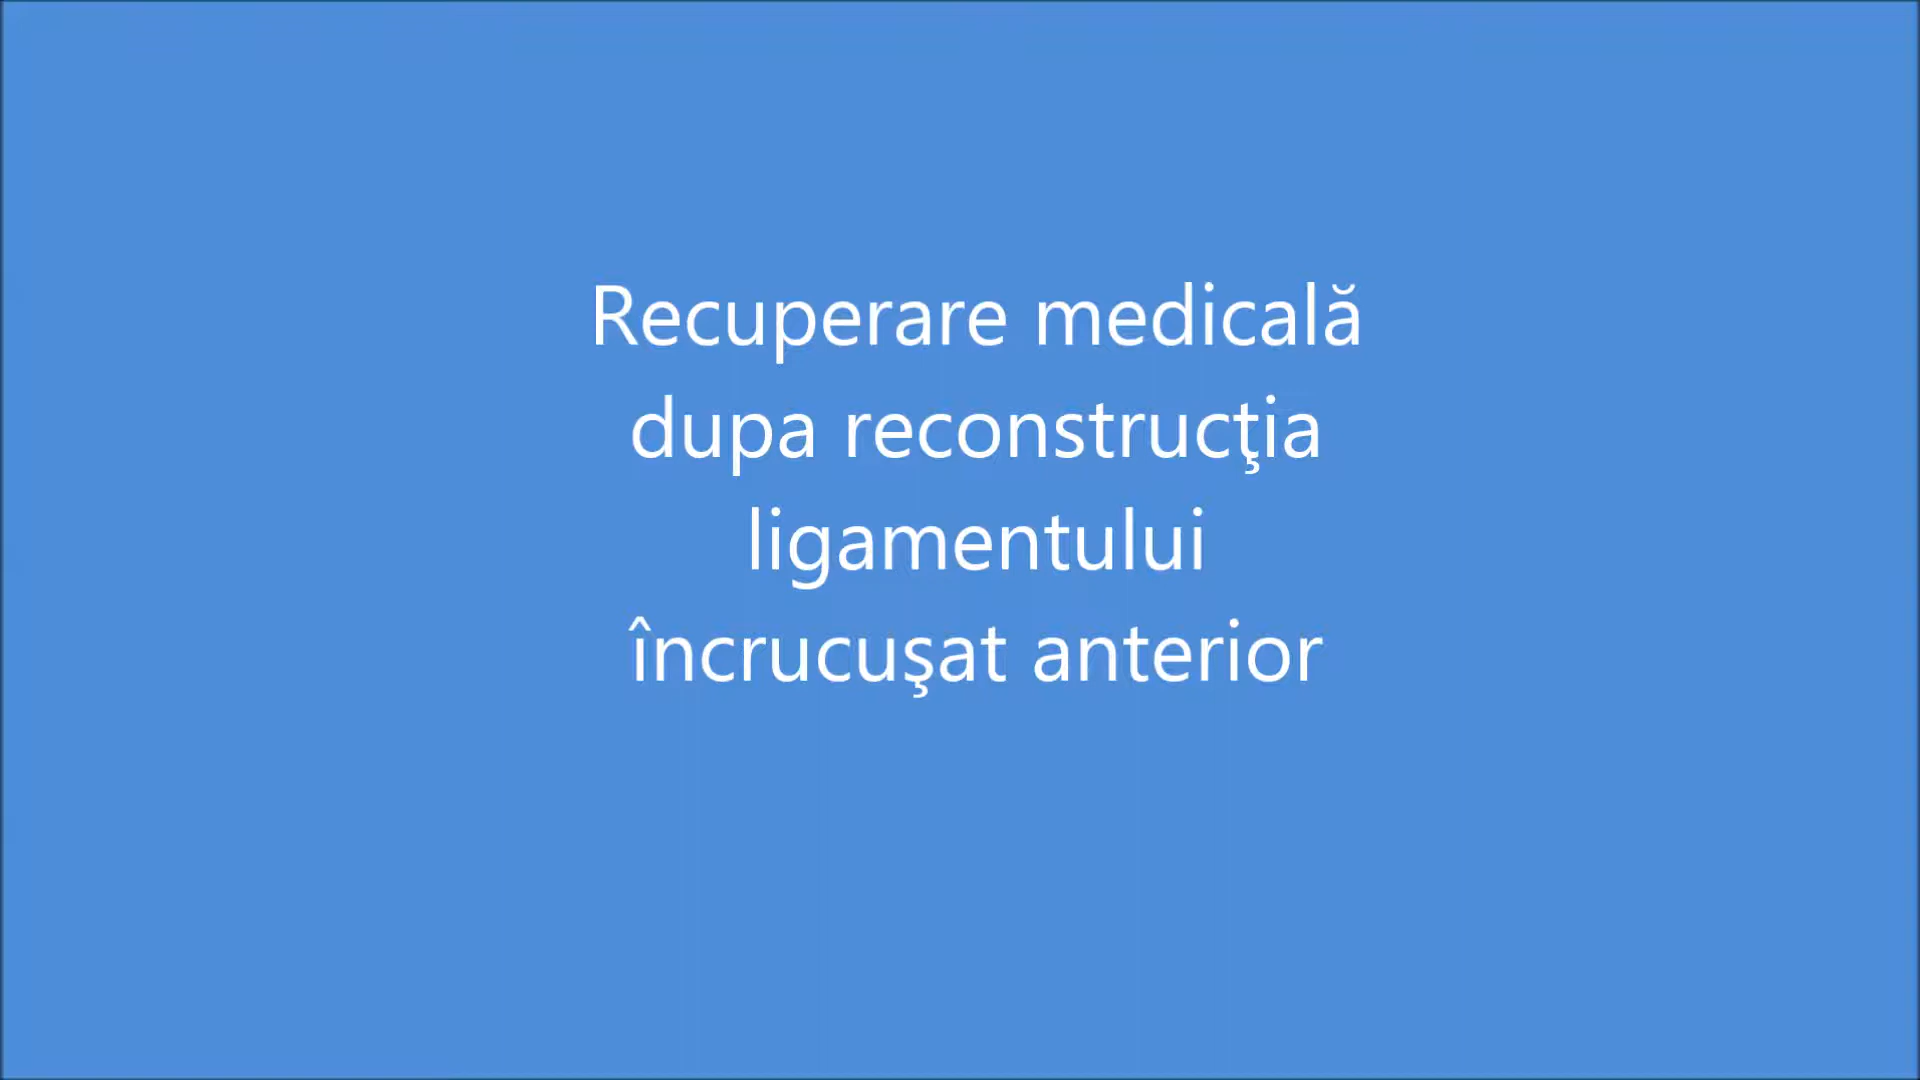 Recuperare medicală
dupa reconstrucţia
ligamentului
încrucuşat anterior